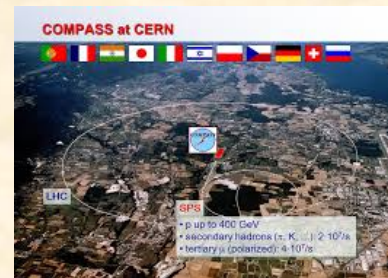 COMPASS at CERN
LHC
SPS
• p up to 400 GeV
• secondary hadrons (π, K, ...): 2·10⁷/s
• tertiary μ (polarized): 4·10⁷/s